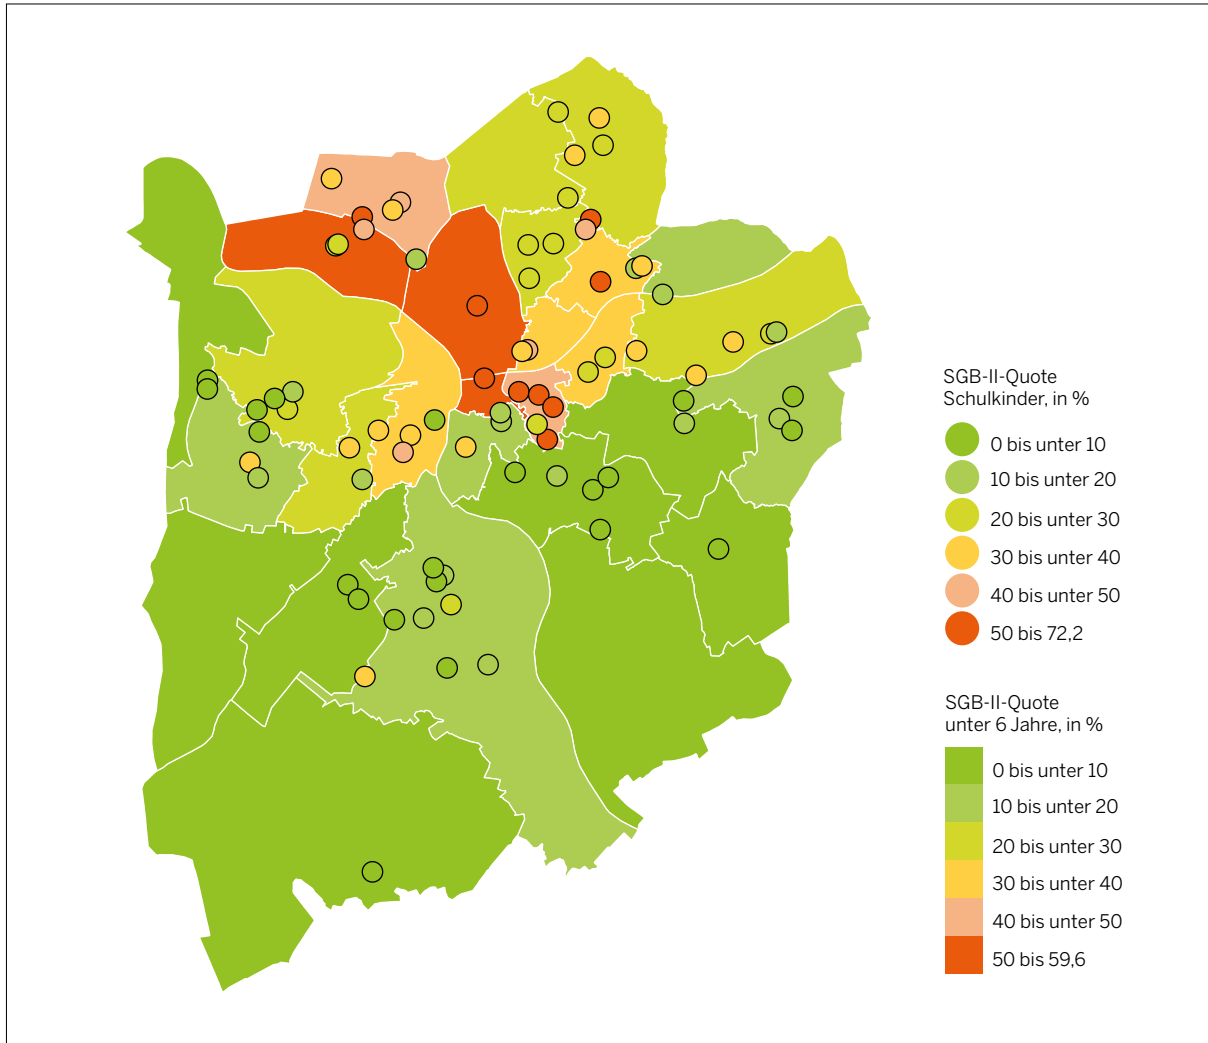 SGB-II-Quote
Schulkinder, in %
0 bis unter 10
10 bis unter 20
20 bis unter 30
30 bis unter 40
40 bis unter 50
50 bis 72,2
SGB-II-Quote
unter 6 Jahre, in %
0 bis unter 10
10 bis unter 20
20 bis unter 30
30 bis unter 40
40 bis unter 50
50 bis 59,6